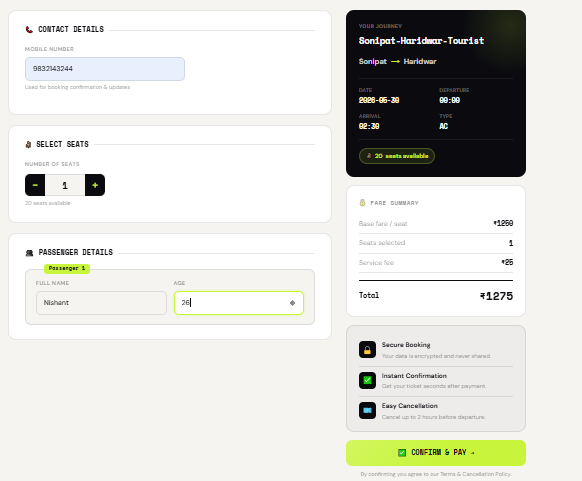 CONTACT DETAILS
MOBILE NUMBER
9832143244
Used for booking confirmation & updates
SELECT SEATS
NUMBER OF SEATS
− 1 +
20 seats available
PASSENGER DETAILS
Passenger 1
FULL NAME
Nishant
AGE
26
YOUR JOURNEY
Sonipat-Haridwar-Tourist
Sonipat → Haridwar
DATE
2026-05-30
DEPARTURE
00:00
ARRIVAL
02:30
TYPE
AC
20 seats available
FARE SUMMARY
Base fare / seat ₹1250
Seats selected 1
Service fee ₹25
Total ₹1275
Secure Booking
Your data is encrypted and never shared.
Instant Confirmation
Get your ticket seconds after payment.
Easy Cancellation
Cancel up to 2 hours before departure.
CONFIRM & PAY →
By confirming you agree to our Terms & Cancellation Policy.